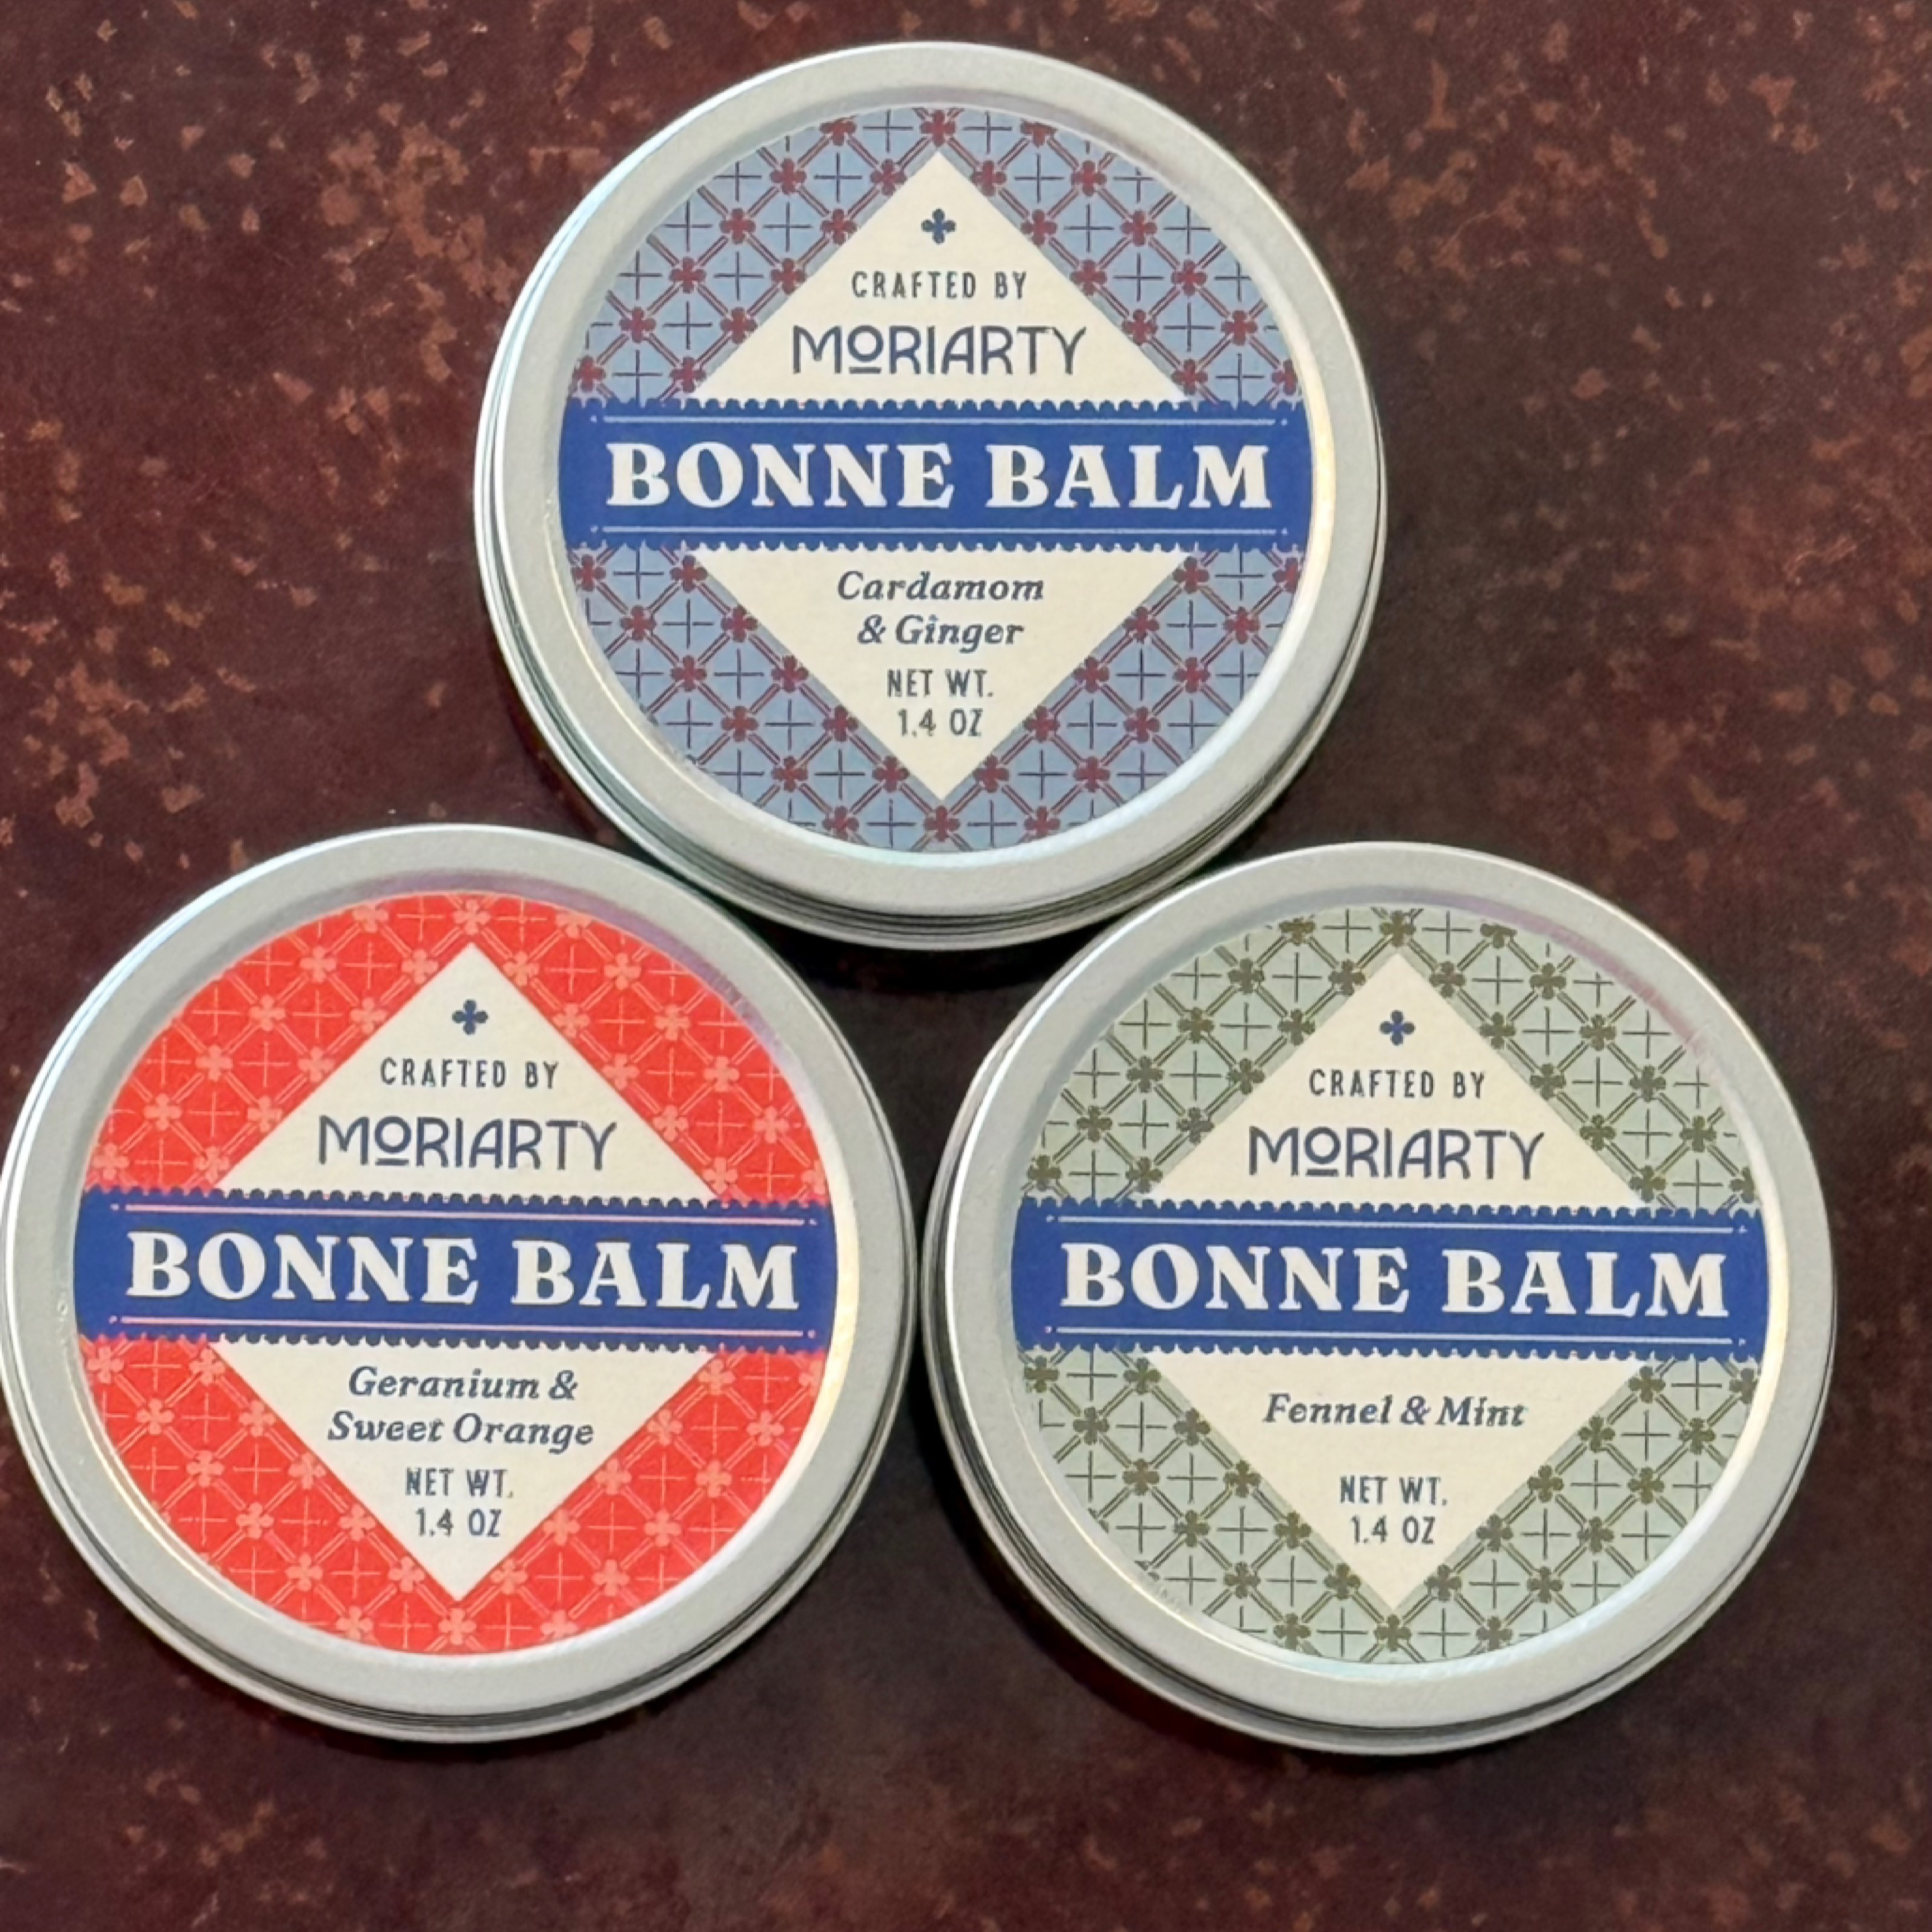 CRAFTED BY
MORIARTY
BONNE BALM
Cardamom
& Ginger
NET WT.
1.4 OZ
CRAFTED BY
MORIARTY
BONNE BALM
Geranium &
Sweet Orange
NET WT.
1.4 OZ
CRAFTED BY
MORIARTY
BONNE BALM
Fennel & Mint
NET WT.
1.4 OZ